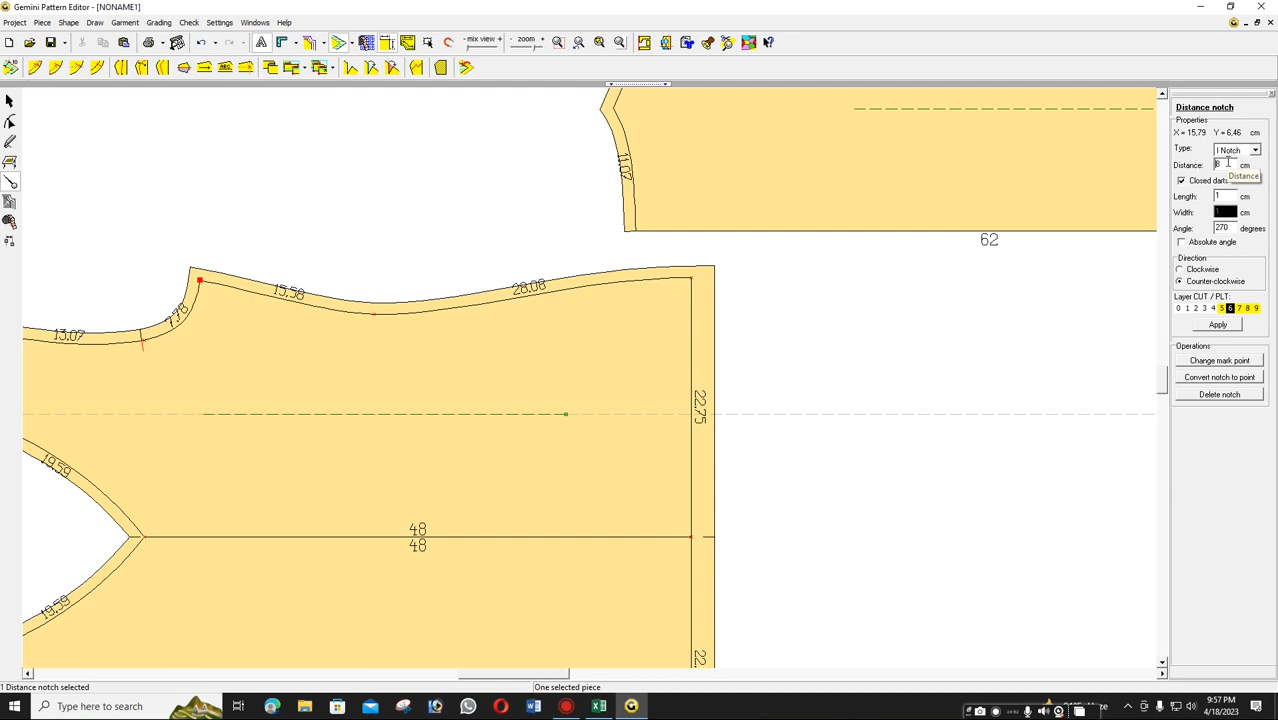 Gemini Pattern Editor - [NONAME1]
Project Piece Shape Draw Garment Grading Check Settings Windows Help
- mix view + - zoom +
Distance notch
Properties
X = 15,79 Y = 6,46 cm
Type: I Notch
Distance: 8 cm
Distance
Closed darts
Length: 1 cm
Width: 1 cm
Angle: 270 degrees
Absolute angle
Direction
Clockwise
Counter-clockwise
Layer CUT / PLT:
0 1 2 3 4 5 6 7 8 9
Apply
Operations
Change mark point
Convert notch to point
Delete notch
11.07
62
15.58
28.08
7.78
13.07
22.75
19.59
48
48
19.59
1 Distance notch selected
One selected piece
Type here to search
9:57 PM
4/18/2023